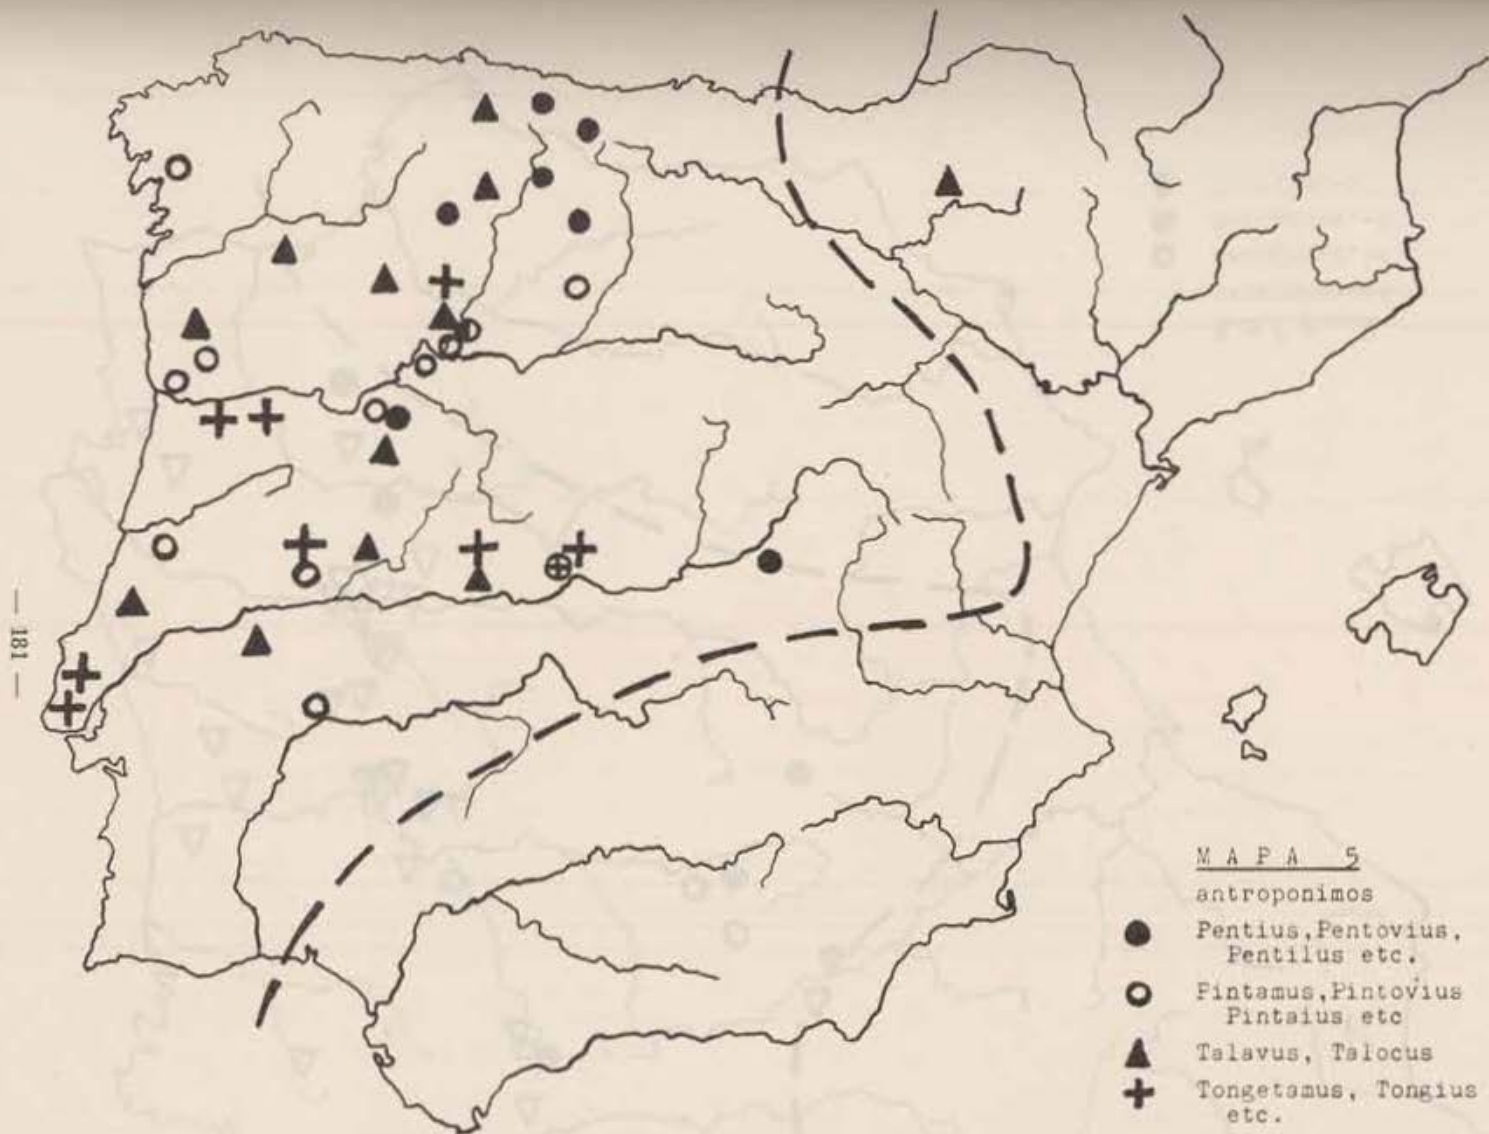 — 181 —
M A P A 5
antroponimos
Pentius, Pentovius,
Pentilus etc.
Pintamus, Pintovius
Pintaius etc
Talavus, Talocus
Tongetamus, Tongius
etc.